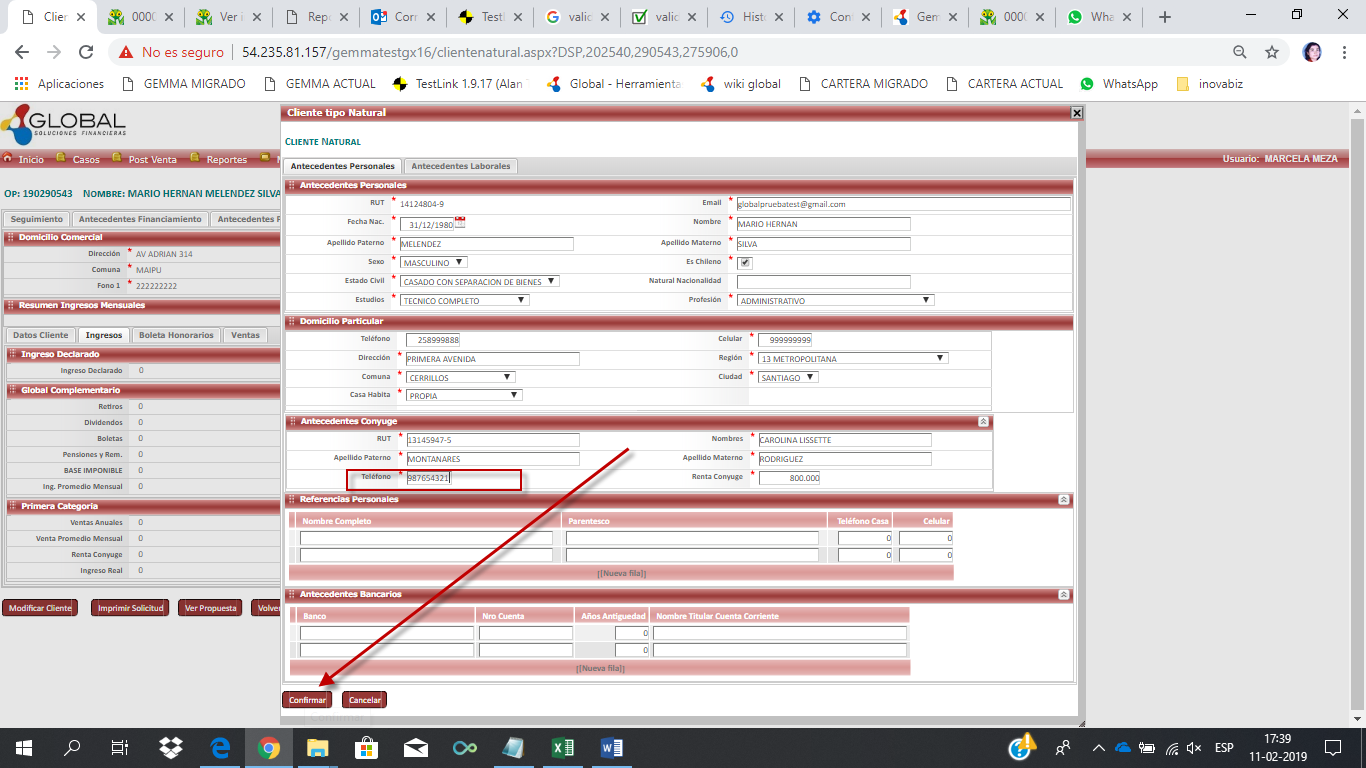 Clien
0000
Ver i
Repo
Corr
TestL
valid
valid
Histo
Conf
Gem
0000
Wha
No es seguro | 54.235.81.157/gemmatestgx16/clientenatural.aspx?DSP,202540,290543,275906,0
Aplicaciones GEMMA MIGRADO GEMMA ACTUAL TestLink 1.9.17 (Alan Global - Herramienta wiki global CARTERA MIGRADO CARTERA ACTUAL WhatsApp inovabiz
GLOBAL
SOLUCIONES FINANCIERAS
Inicio Casos Post Venta Reportes
Usuario: MARCELA MEZA
OP: 190290543 NOMBRE: MARIO HERNAN MELENDEZ SILVA
Seguimiento Antecedentes Financiamiento Antecedentes P
Domicilio Comercial
Dirección * AV ADRIAN 314
Comuna * MAIPU
Fono 1 * 222222222
Resumen Ingresos Mensuales
Datos Cliente Ingresos Boleta Honorarios Ventas
Ingreso Declarado
Ingreso Declarado 0
Global Complementario
Retiros 0
Dividendos 0
Boletas 0
Pensiones y Rem. 0
BASE IMPONIBLE 0
Ing. Promedio Mensual 0
Primera Categoria
Ventas Anuales 0
Venta Promedio Mensual 0
Renta Conyuge 0
Ingreso Real 0
Modificar Cliente Imprimir Solicitud Ver Propuesta Volver
Cliente tipo Natural
CLIENTE NATURAL
Antecedentes Personales Antecedentes Laborales
Antecedentes Personales
RUT * 14124804-9 Email * globalpruebatest@gmail.com
Fecha Nac. * 31/12/1980 Nombre * MARIO HERNAN
Apellido Paterno * MELENDEZ Apellido Materno * SILVA
Sexo * MASCULINO Es Chileno *
Estado Civil * CASADO CON SEPARACION DE BIENES Natural Nacionalidad
Estudios * TECNICO COMPLETO Profesión * ADMINISTRATIVO
Domicilio Particular
Teléfono 258999888 Celular * 999999999
Dirección * PRIMERA AVENIDA Región * 13 METROPOLITANA
Comuna * CERRILLOS Ciudad * SANTIAGO
Casa Habita * PROPIA
Antecedentes Conyuge
RUT * 13145947-5 Nombres * CAROLINA LISSETTE
Apellido Paterno * MONTANARES Apellido Materno * RODRIGUEZ
Teléfono * 987654321 Renta Conyuge * 800.000
Referencias Personales
Nombre Completo Parentesco Teléfono Casa Celular
0 0
0 0
[[Nueva fila]]
Antecedentes Bancarios
Banco Nro Cuenta Años Antiguedad Nombre Titular Cuenta Corriente
0
0
[[Nueva fila]]
Confirmar Cancelar
Confirmar
ESP
17:39
11-02-2019